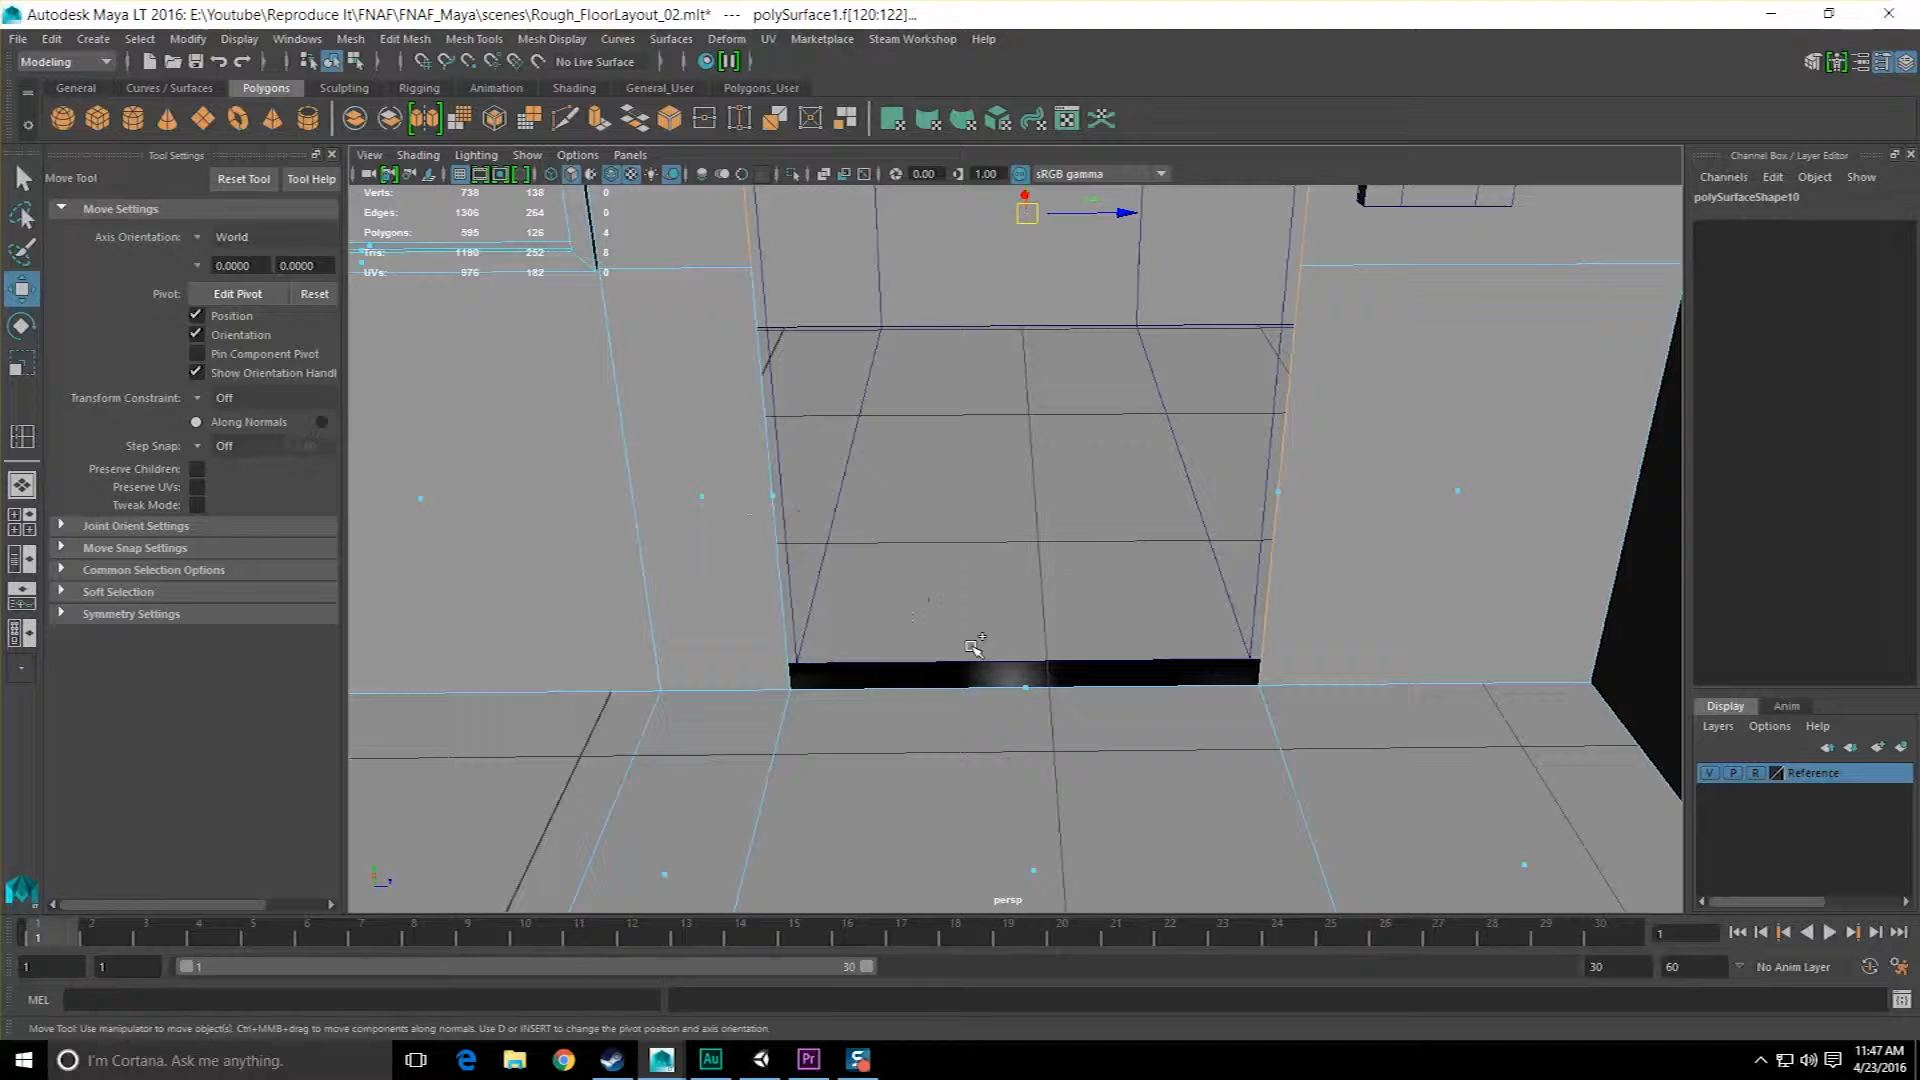 Autodesk Maya LT 2016: E:\Youtube\Reproduce It\FNAF\FNAF_Maya\scenes\Rough_FloorLayout_02.mlt* --- polySurface1.f[120:122]...
File Edit Create Select Modify Display Windows Mesh Edit Mesh Mesh Tools Mesh Display Curves Surfaces Deform UV Marketplace Steam Workshop Help
Modeling No Live Surface
General Curves / Surfaces Polygons Sculpting Rigging Animation Shading General_User Polygons_User
Tool Settings
Move Tool Reset Tool Tool Help
Move Settings
Axis Orientation: World
0.0000 0.0000
Pivot: Edit Pivot Reset
Position
Orientation
Pin Component Pivot
Show Orientation Handl
Transform Constraint: Off
Along Normals
Step Snap: Off
Preserve Children:
Preserve UVs:
Tweak Mode:
Joint Orient Settings
Move Snap Settings
Common Selection Options
Soft Selection
Symmetry Settings
View Shading Lighting Show Options Panels
0.00 1.00 sRGB gamma
Verts: 738 138 0
Edges: 1306 264 0
Polygons: 595 126 4
Tris: 1190 252 8
UVs: 976 182 0
persp
Channel Box / Layer Editor
Channels Edit Object Show
polySurfaceShape10
Display Anim
Layers Options Help
V P R Reference
1 2 3 4 5 6 7 8 9 10 11 12 13 14 15 16 17 18 19 20 21 22 23 24 25 26 27 28 29 30
1 1
1 1 1 30 30 60 No Anim Layer
MEL
Move Tool: Use manipulator to move object(s). Ctrl+MMB+drag to move components along normals. Use D or INSERT to change the pivot position and axis orientation.
I'm Cortana. Ask me anything.
Au Pr
11:47 AM
4/23/2016